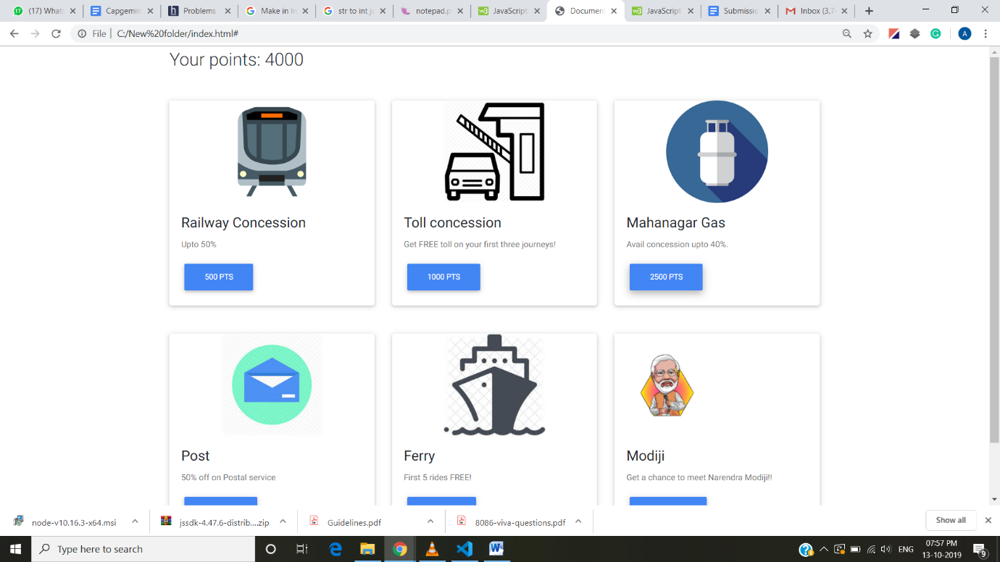 (17) Whats
Capgemin
Problems
Make in In
str to int ja
notepad.p
JavaScript
Document
JavaScript
Submissio
Inbox (3,7
File | C:/New%20folder/index.html#
A
Your points: 4000
Railway Concession
Upto 50%
500 PTS
Toll concession
Get FREE toll on your first three journeys!
1000 PTS
Mahanagar Gas
Avail concession upto 40%.
2500 PTS
Post
50% off on Postal service
Ferry
First 5 rides FREE!
Modiji
Get a chance to meet Narendra Modiji!!
node-v10.16.3-x64.msi
jssdk-4.47.6-distrib....zip
Guidelines.pdf
8086-viva-questions.pdf
Show all
Type here to search
ENG
07:57 PM
13-10-2019
9